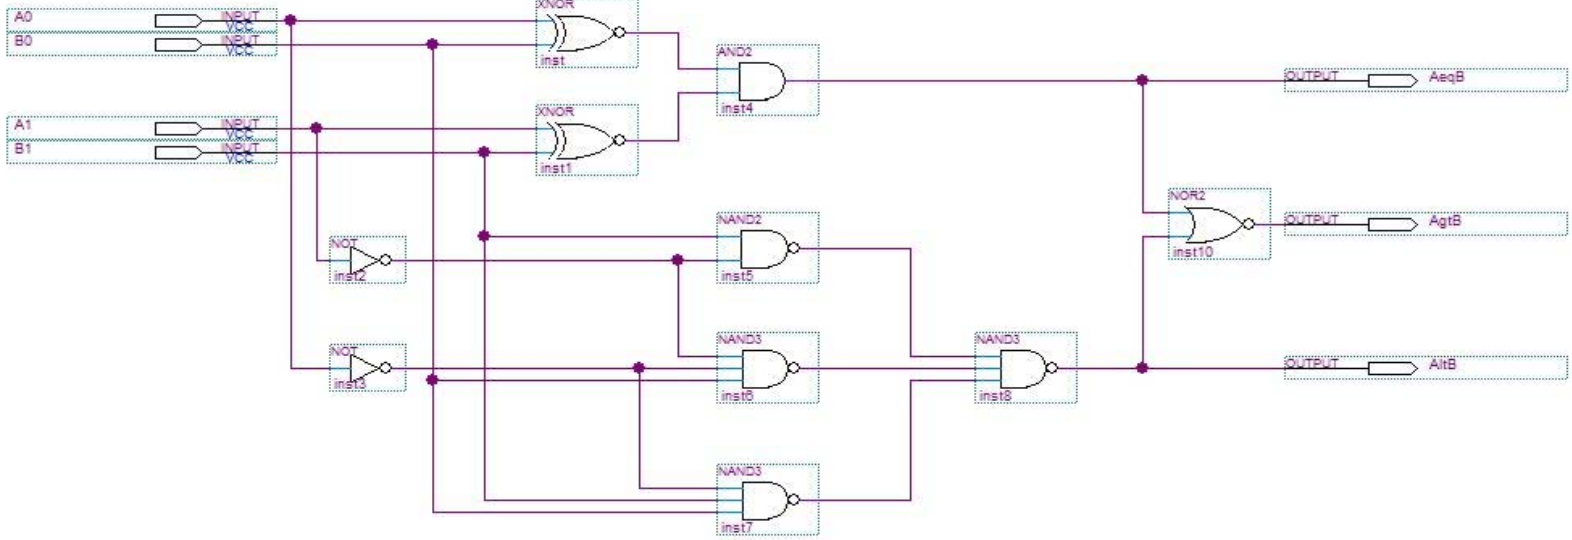 A0 INPUT
VCC
B0 INPUT
VCC
XNOR
inst
AND2
inst4
OUTPUT AeqB
A1 INPUT
VCC
B1 INPUT
VCC
XNOR
inst1
NAND2
inst5
NOR2
inst10
OUTPUT AgtB
NOT
inst2
NOT
inst3
NAND3
inst6
NAND3
inst8
OUTPUT AltB
NAND3
inst7